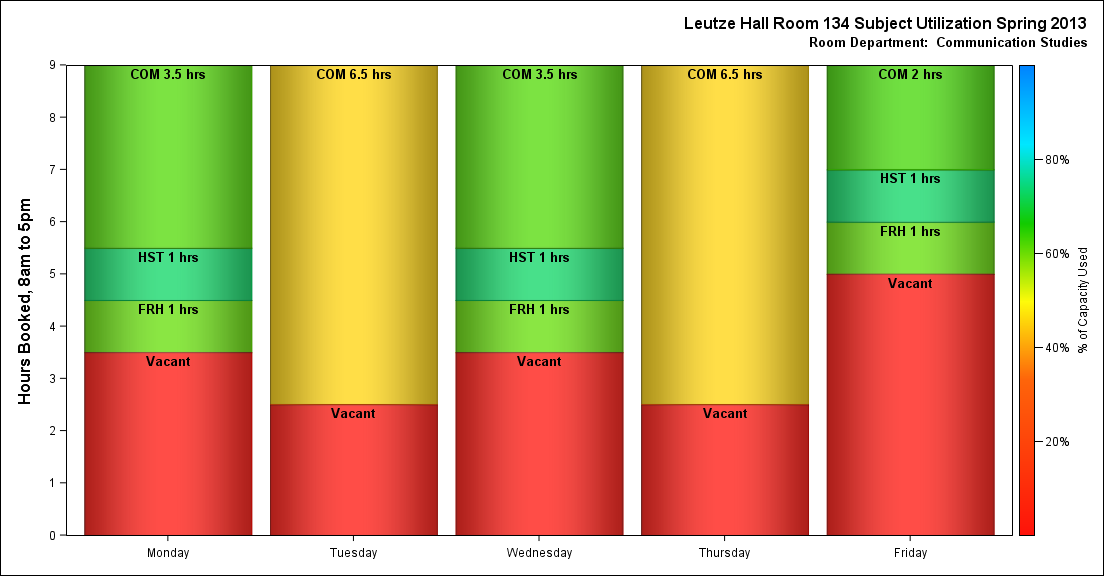 Leutze Hall Room 134 Subject Utilization Spring 2013
Room Department:  Communication Studies
Hours Booked, 8am to 5pm
9
8
7
6
5
4
3
2
1
0
COM 3.5 hrs
HST 1 hrs
FRH 1 hrs
Vacant
COM 6.5 hrs
Vacant
COM 3.5 hrs
HST 1 hrs
FRH 1 hrs
Vacant
COM 6.5 hrs
Vacant
COM 2 hrs
HST 1 hrs
FRH 1 hrs
Vacant
Monday
Tuesday
Wednesday
Thursday
Friday
80%
60%
40%
20%
% of Capacity Used